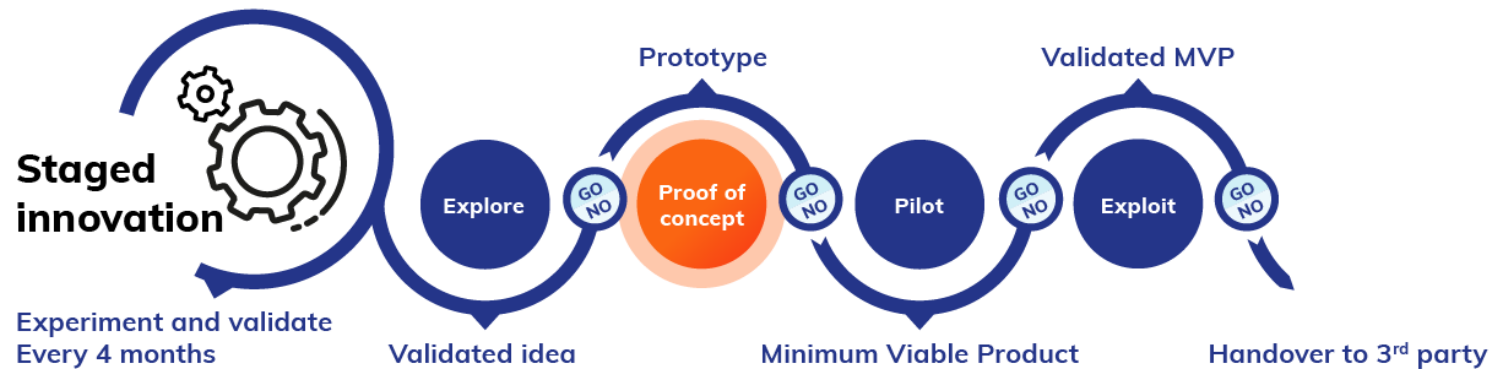 Staged
innovation
Experiment and validate
Every 4 months
Explore
Validated idea
GO
NO
Prototype
Proof of
concept
GO
NO
Pilot
Minimum Viable Product
GO
NO
Validated MVP
Exploit
GO
NO
Handover to 3rd party